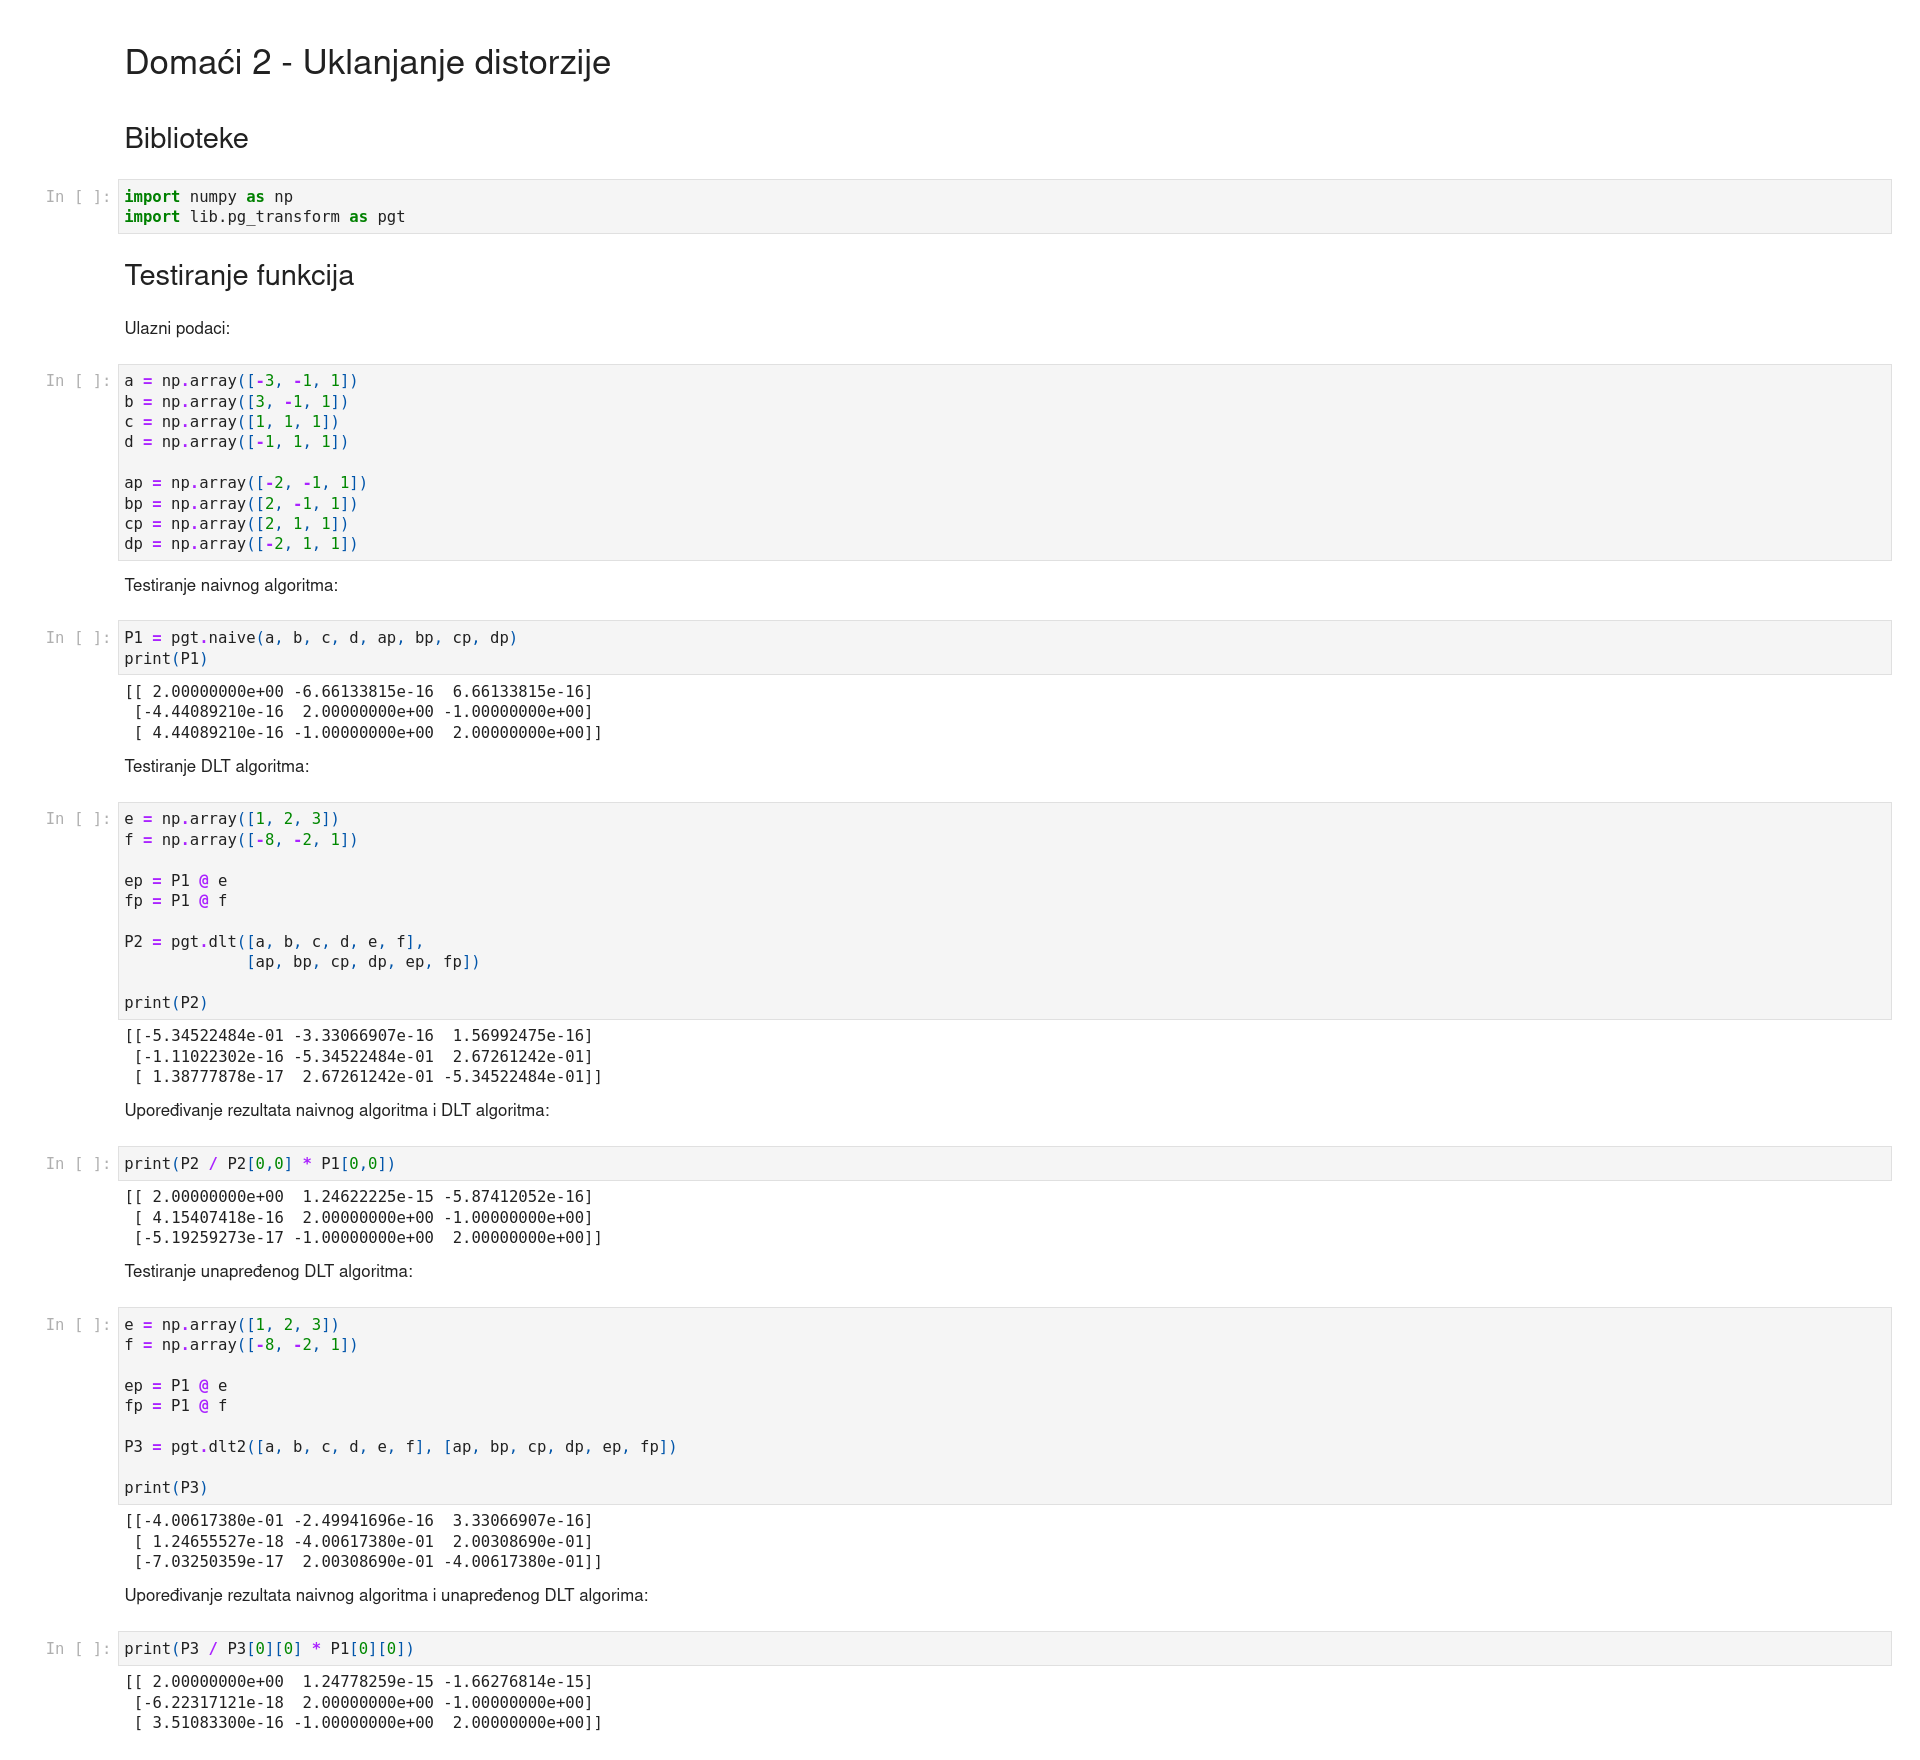 Domaći 2 - Uklanjanje distorzije
Biblioteke
In [ ]: import numpy as np
import lib.pg_transform as pgt
Testiranje funkcija
Ulazni podaci:
In [ ]: a = np.array([-3, -1, 1])
b = np.array([3, -1, 1])
c = np.array([1, 1, 1])
d = np.array([-1, 1, 1])
ap = np.array([-2, -1, 1])
bp = np.array([2, -1, 1])
cp = np.array([2, 1, 1])
dp = np.array([-2, 1, 1])
Testiranje naivnog algoritma:
In [ ]: P1 = pgt.naive(a, b, c, d, ap, bp, cp, dp)
print(P1)
[[ 2.00000000e+00 -6.66133815e-16  6.66133815e-16]
[-4.44089210e-16  2.00000000e+00 -1.00000000e+00]
[ 4.44089210e-16 -1.00000000e+00  2.00000000e+00]]
Testiranje DLT algoritma:
In [ ]: e = np.array([1, 2, 3])
f = np.array([-8, -2, 1])
ep = P1 @ e
fp = P1 @ f
P2 = pgt.dlt([a, b, c, d, e, f],
[ap, bp, cp, dp, ep, fp])
print(P2)
[[-5.34522484e-01 -3.33066907e-16  1.56992475e-16]
[-1.11022302e-16 -5.34522484e-01  2.67261242e-01]
[ 1.38777878e-17  2.67261242e-01 -5.34522484e-01]]
Upoređivanje rezultata naivnog algoritma i DLT algoritma:
In [ ]: print(P2 / P2[0,0] * P1[0,0])
[[ 2.00000000e+00  1.24622225e-15 -5.87412052e-16]
[ 4.15407418e-16  2.00000000e+00 -1.00000000e+00]
[-5.19259273e-17 -1.00000000e+00  2.00000000e+00]]
Testiranje unapređenog DLT algoritma:
In [ ]: e = np.array([1, 2, 3])
f = np.array([-8, -2, 1])
ep = P1 @ e
fp = P1 @ f
P3 = pgt.dlt2([a, b, c, d, e, f], [ap, bp, cp, dp, ep, fp])
print(P3)
[[-4.00617380e-01 -2.49941696e-16  3.33066907e-16]
[ 1.24655527e-18 -4.00617380e-01  2.00308690e-01]
[-7.03250359e-17  2.00308690e-01 -4.00617380e-01]]
Upoređivanje rezultata naivnog algoritma i unapređenog DLT algorima:
In [ ]: print(P3 / P3[0][0] * P1[0][0])
[[ 2.00000000e+00  1.24778259e-15 -1.66276814e-15]
[-6.22317121e-18  2.00000000e+00 -1.00000000e+00]
[ 3.51083300e-16 -1.00000000e+00  2.00000000e+00]]